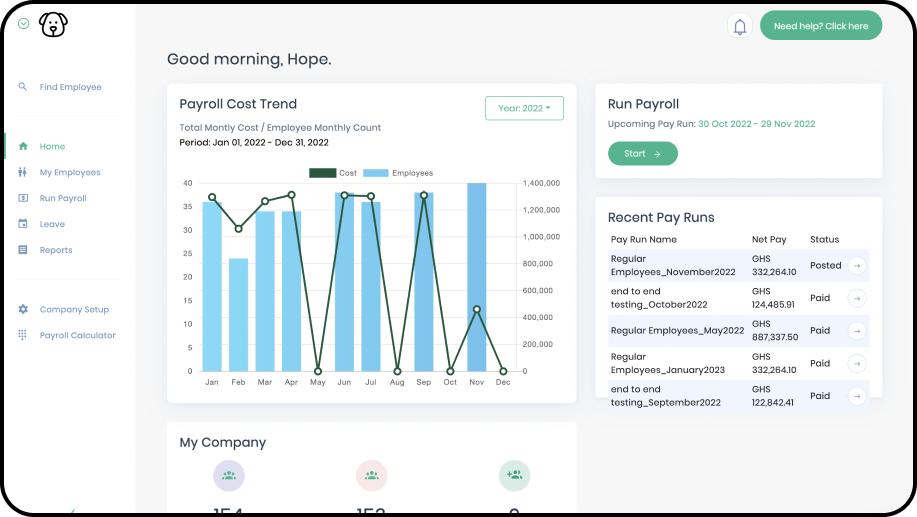 Need help? Click here
Good morning, Hope.
Find Employee
Home
My Employees
Run Payroll
Leave
Reports
Company Setup
Payroll Calculator
Payroll Cost Trend
Year: 2022
Total Montly Cost / Employee Monthly Count
Period: Jan 01, 2022 - Dec 31, 2022
Cost Employees
40
35
30
25
20
15
10
5
0
1,400,000
1,200,000
1,000,000
800,000
600,000
400,000
200,000
0
Jan Feb Mar Apr May Jun Jul Aug Sep Oct Nov Dec
Run Payroll
Upcoming Pay Run: 30 Oct 2022 - 29 Nov 2022
Start
Recent Pay Runs
Pay Run Name Net Pay Status
Regular GHS
Employees_November2022 332,264.10 Posted
end to end GHS
testing_October2022 124,485.91 Paid
Regular Employees_May2022 GHS Paid
887,337.50
Regular GHS
Employees_January2023 332,264.10 Paid
end to end GHS
testing_September2022 122,842.41 Paid
My Company